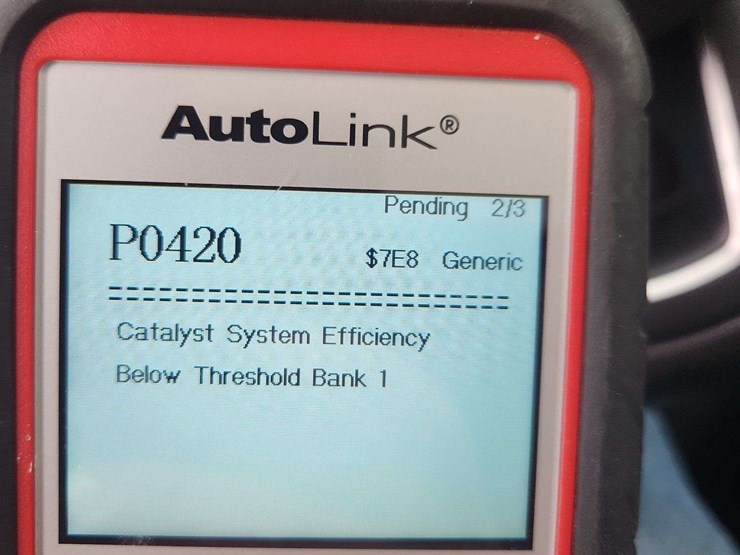 AutoLink®
Pending 2/3
P0420 $7E8 Generic
==========================
Catalyst System Efficiency
Below Threshold Bank 1